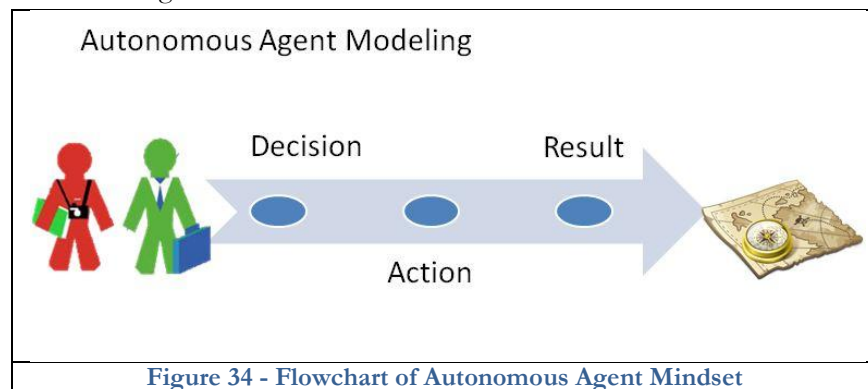 Autonomous Agent Modeling
Decision
Result
Action
Figure 34 - Flowchart of Autonomous Agent Mindset